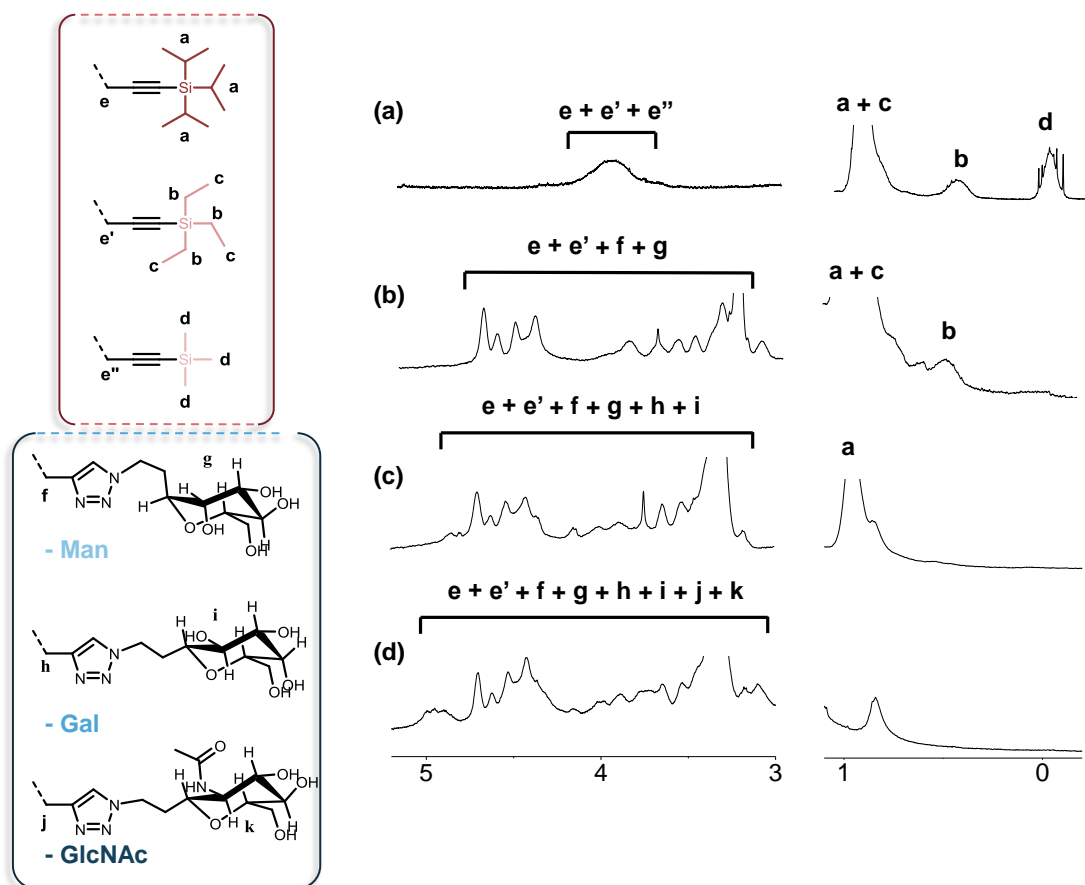 a
Si
a
e
a
c
b
Si
b
e'
b
c
c
d
Si
d
e"
d
g
H
H
OH
N
H
OH
f
N
N
H
O
OH
H
OH
- Man
i
H
HO
H
OH
H
N
h
N
N
O
H
OH
OH
- Gal
O
H
H
HN
H
OH
OH
N
j
N
N
O
H
k
H
OH
- GlcNAc
(a)
e + e’ + e”
a + c
b
d
(b)
e + e’ + f + g
a + c
b
(c)
e + e’ + f + g + h + i
a
(d)
e + e’ + f + g + h + i + j + k
5
4
3
1
0